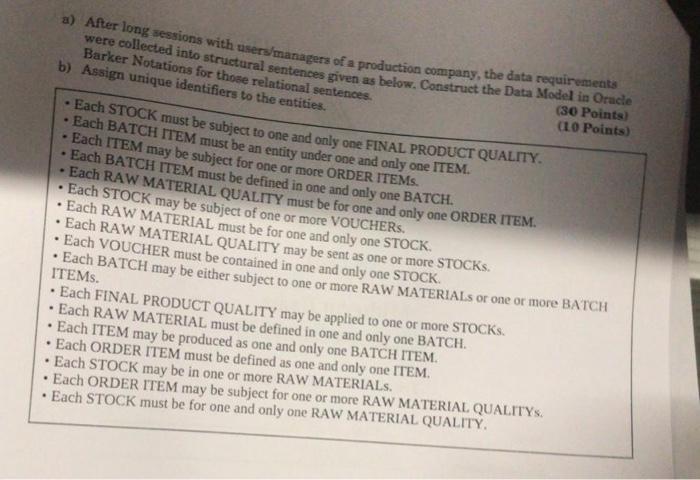 a) After long sessions with users/managers of a production company, the data requirements
were collected into structural sentences given as below. Construct the Data Model in Oracle
Barker Notations for those relational sentences. (30 Points)
b) Assign unique identifiers to the entities. (10 Points)
• Each STOCK must be subject to one and only one FINAL PRODUCT QUALITY.
• Each BATCH ITEM must be an entity under one and only one ITEM.
• Each ITEM may be subject for one or more ORDER ITEMs.
• Each BATCH ITEM must be defined in one and only one BATCH.
• Each RAW MATERIAL QUALITY must be for one and only one ORDER ITEM.
• Each STOCK may be subject of one or more VOUCHERs.
• Each RAW MATERIAL must be for one and only one STOCK.
• Each RAW MATERIAL QUALITY may be sent as one or more STOCKs.
• Each VOUCHER must be contained in one and only one STOCK.
• Each BATCH may be either subject to one or more RAW MATERIALs or one or more BATCH
ITEMs.
• Each FINAL PRODUCT QUALITY may be applied to one or more STOCKs.
• Each RAW MATERIAL must be defined in one and only one BATCH.
• Each ITEM may be produced as one and only one BATCH ITEM.
• Each ORDER ITEM must be defined as one and only one ITEM.
• Each STOCK may be in one or more RAW MATERIALs.
• Each ORDER ITEM may be subject for one or more RAW MATERIAL QUALITYs.
• Each STOCK must be for one and only one RAW MATERIAL QUALITY.